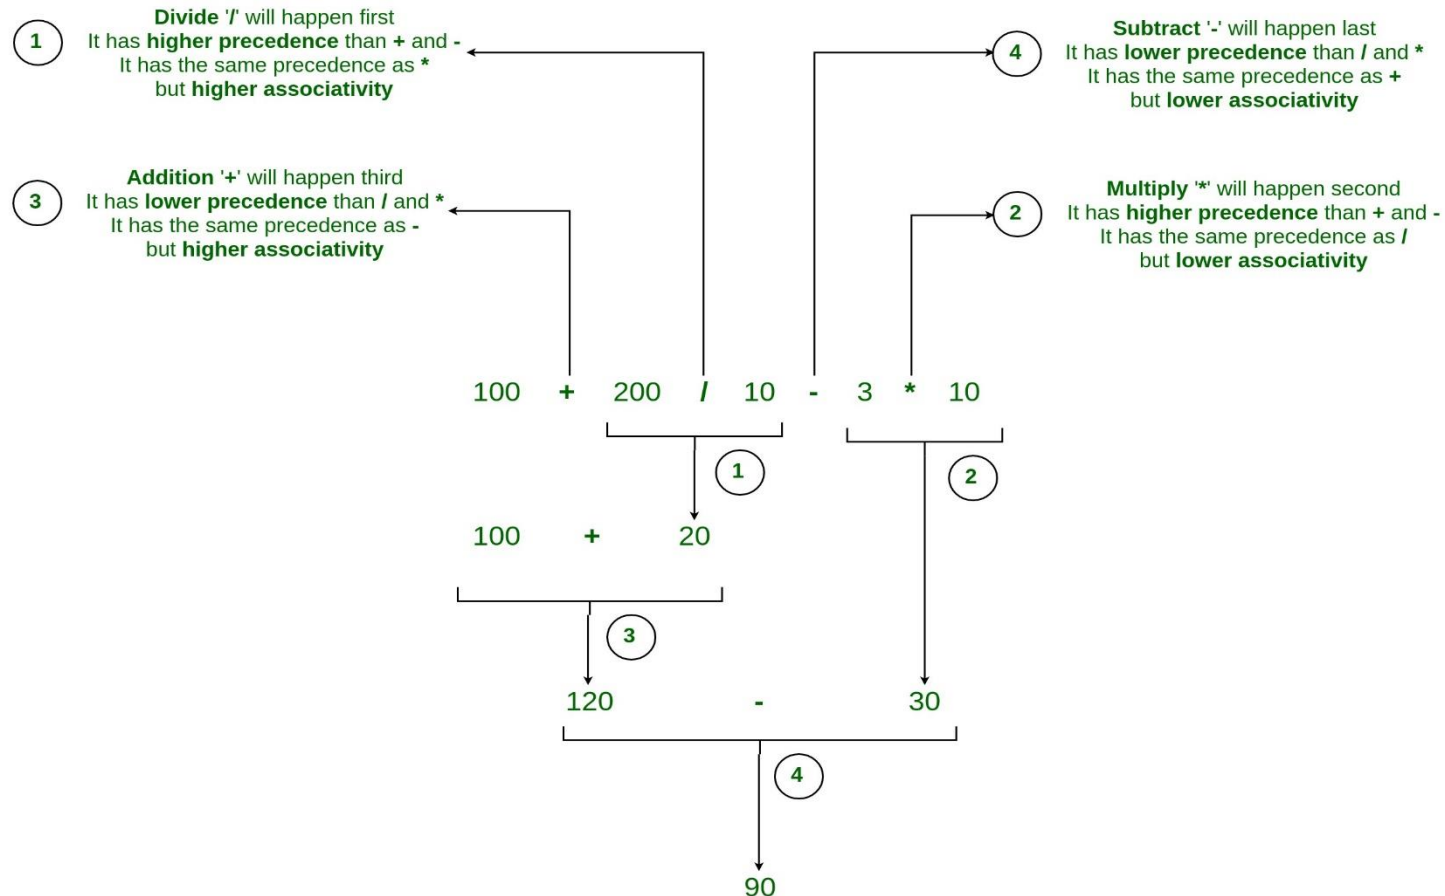 1
Divide '/' will happen first
It has higher precedence than + and -
It has the same precedence as *
but higher associativity
4
Subtract '-' will happen last
It has lower precedence than / and *
It has the same precedence as +
but lower associativity
3
Addition '+' will happen third
It has lower precedence than / and *
It has the same precedence as -
but higher associativity
2
Multiply '*' will happen second
It has higher precedence than + and -
It has the same precedence as /
but lower associativity
100 + 200 / 10 - 3 * 10
1
2
100 + 20
3
120 - 30
4
90